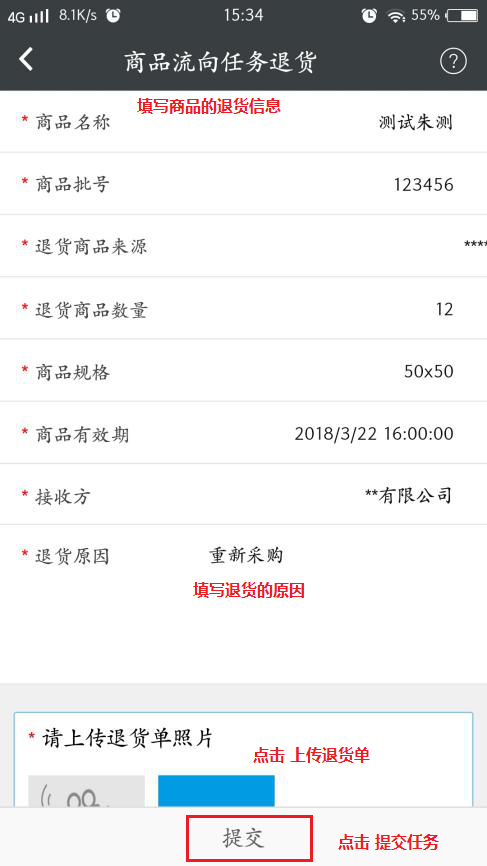 4G 8.1K/s 15:34 55%
商品流向任务退货 ?
填写商品的退货信息
* 商品名称 测试朱测
* 商品批号 123456
* 退货商品来源 ****
* 退货商品数量 12
* 商品规格 50x50
* 商品有效期 2018/3/22 16:00:00
* 接收方 **有限公司
* 退货原因 重新采购
填写退货的原因
* 请上传退货单照片
点击 上传退货单
提交 点击 提交任务